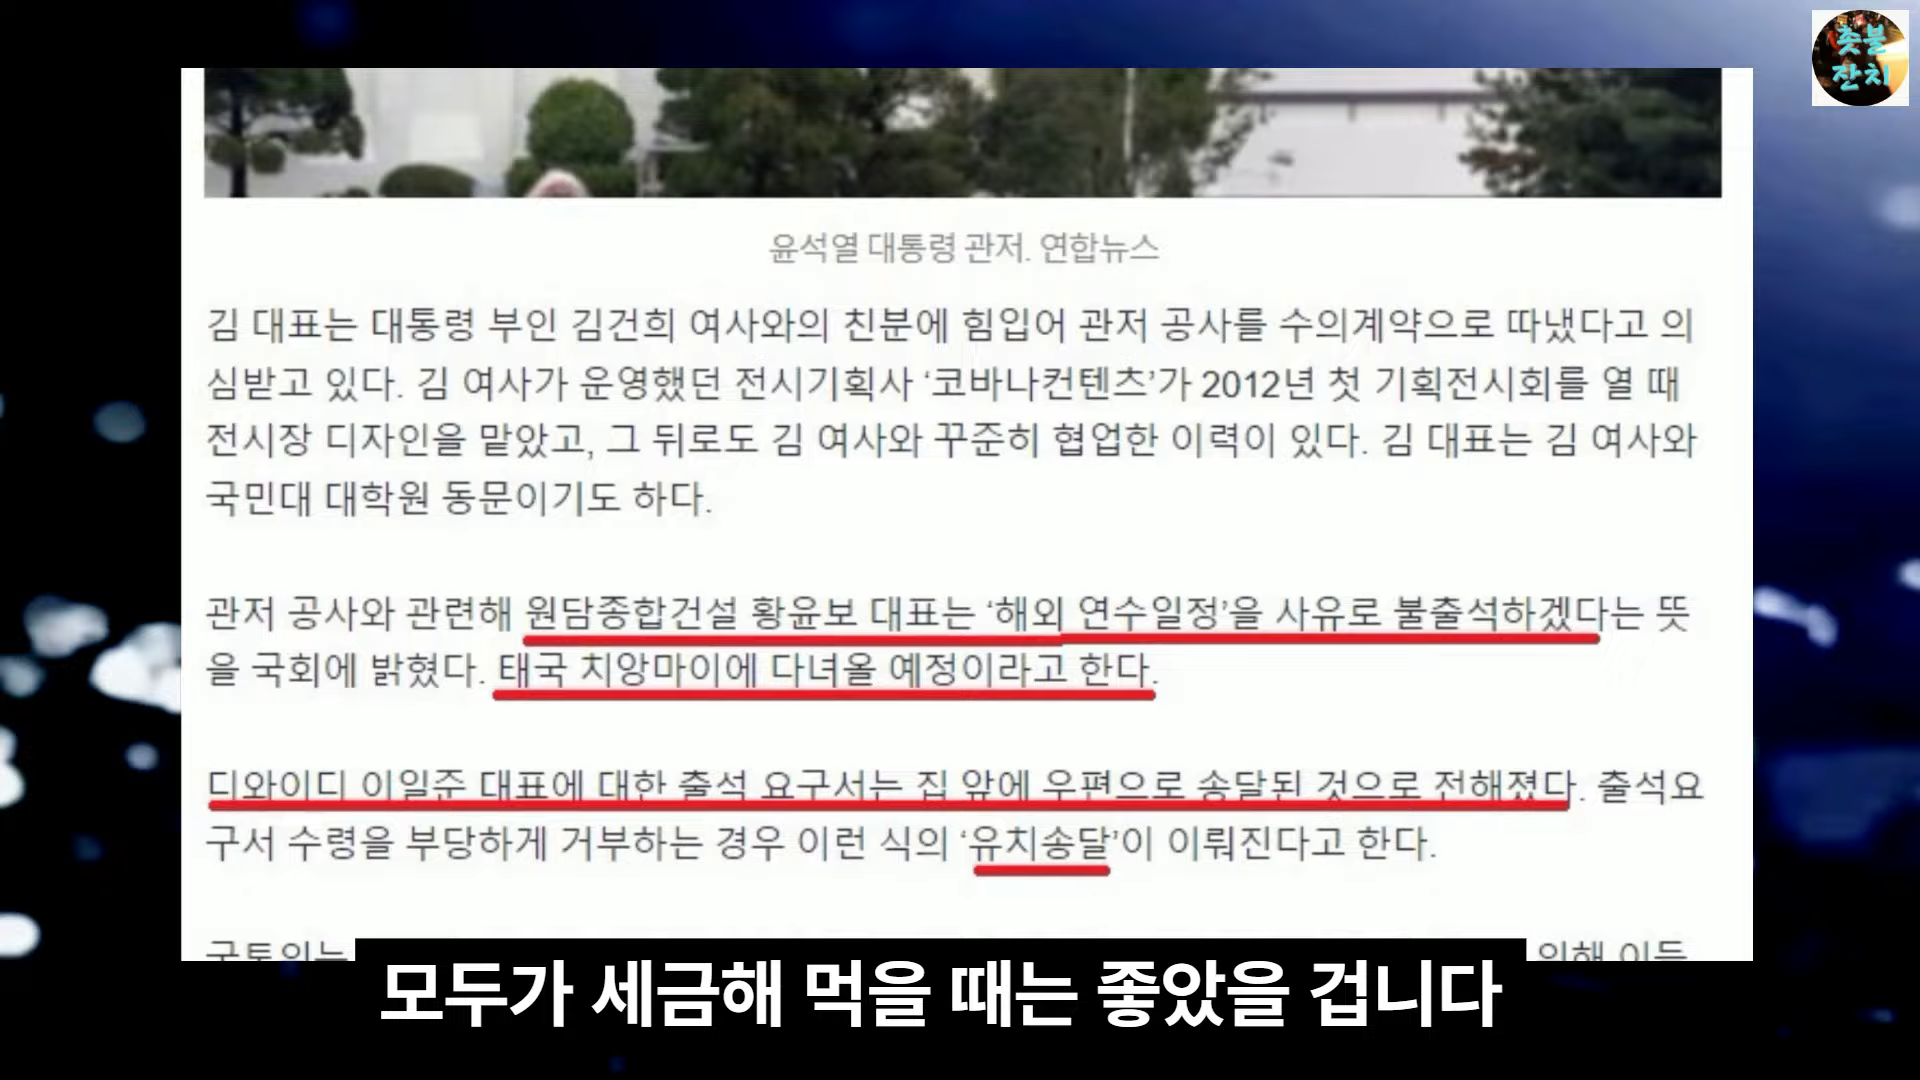 촛불
잔치
윤석열 대통령 관저. 연합뉴스
김 대표는 대통령 부인 김건희 여사와의 친분에 힘입어 관저 공사를 수의계약으로 따냈다고 의
심받고 있다. 김 여사가 운영했던 전시기획사 ‘코바나컨텐츠’가 2012년 첫 기획전시회를 열 때
전시장 디자인을 맡았고, 그 뒤로도 김 여사와 꾸준히 협업한 이력이 있다. 김 대표는 김 여사와
국민대 대학원 동문이기도 하다.
관저 공사와 관련해 원담종합건설 황윤보 대표는 ‘해외 연수일정’을 사유로 불출석하겠다는 뜻
을 국회에 밝혔다. 태국 치앙마이에 다녀올 예정이라고 한다.
디와이디 이일준 대표에 대한 출석 요구서는 집 앞에 우편으로 송달된 것으로 전해졌다. 출석요
구서 수령을 부당하게 거부하는 경우 이런 식의 ‘유치송달’이 이뤄진다고 한다.
모두가 세금해 먹을 때는 좋았을 겁니다